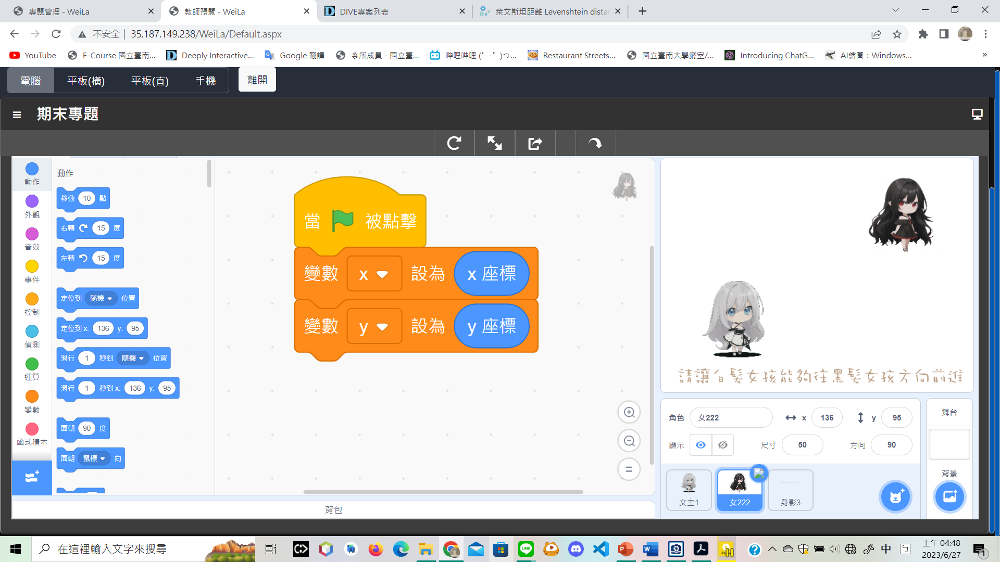 專題管理 - WeiLa
教師預覽 - WeiLa
DIVE專案列表
萊文斯坦距離 Levenshtein dista
不安全 | 35.187.149.238/WeiLa/Default.aspx
YouTube
E-Course 國立臺南...
Deeply Interactive...
Google 翻譯
系所成員 - 國立臺...
哔哩哔哩 (゜-゜)つ...
Restaurant Streets...
國立臺南大學廳室/...
Introducing ChatG...
AI繪圖：Windows...
»
電腦
平板(橫)
平板(直)
手機
離開
期末專題
動作
外觀
音效
事件
控制
偵測
運算
變數
函式積木
動作
移動 10 點
右轉 15 度
左轉 15 度
定位到 隨機 位置
定位到 x: 136 y: 95
滑行 1 秒到 隨機 位置
滑行 1 秒到 x: 136 y: 95
面朝 90 度
面朝 鼠標 向
當 被點擊
變數 x 設為 x 座標
變數 y 設為 y 座標
背包
請讓白髮女孩能夠往黑髮女孩方向前進
角色 女222 x 136 y 95
顯示 尺寸 50 方向 90
女主1
女222
身影3
舞台
背景
在這裡輸入文字來搜尋
中
上午 04:48
2023/6/27
1